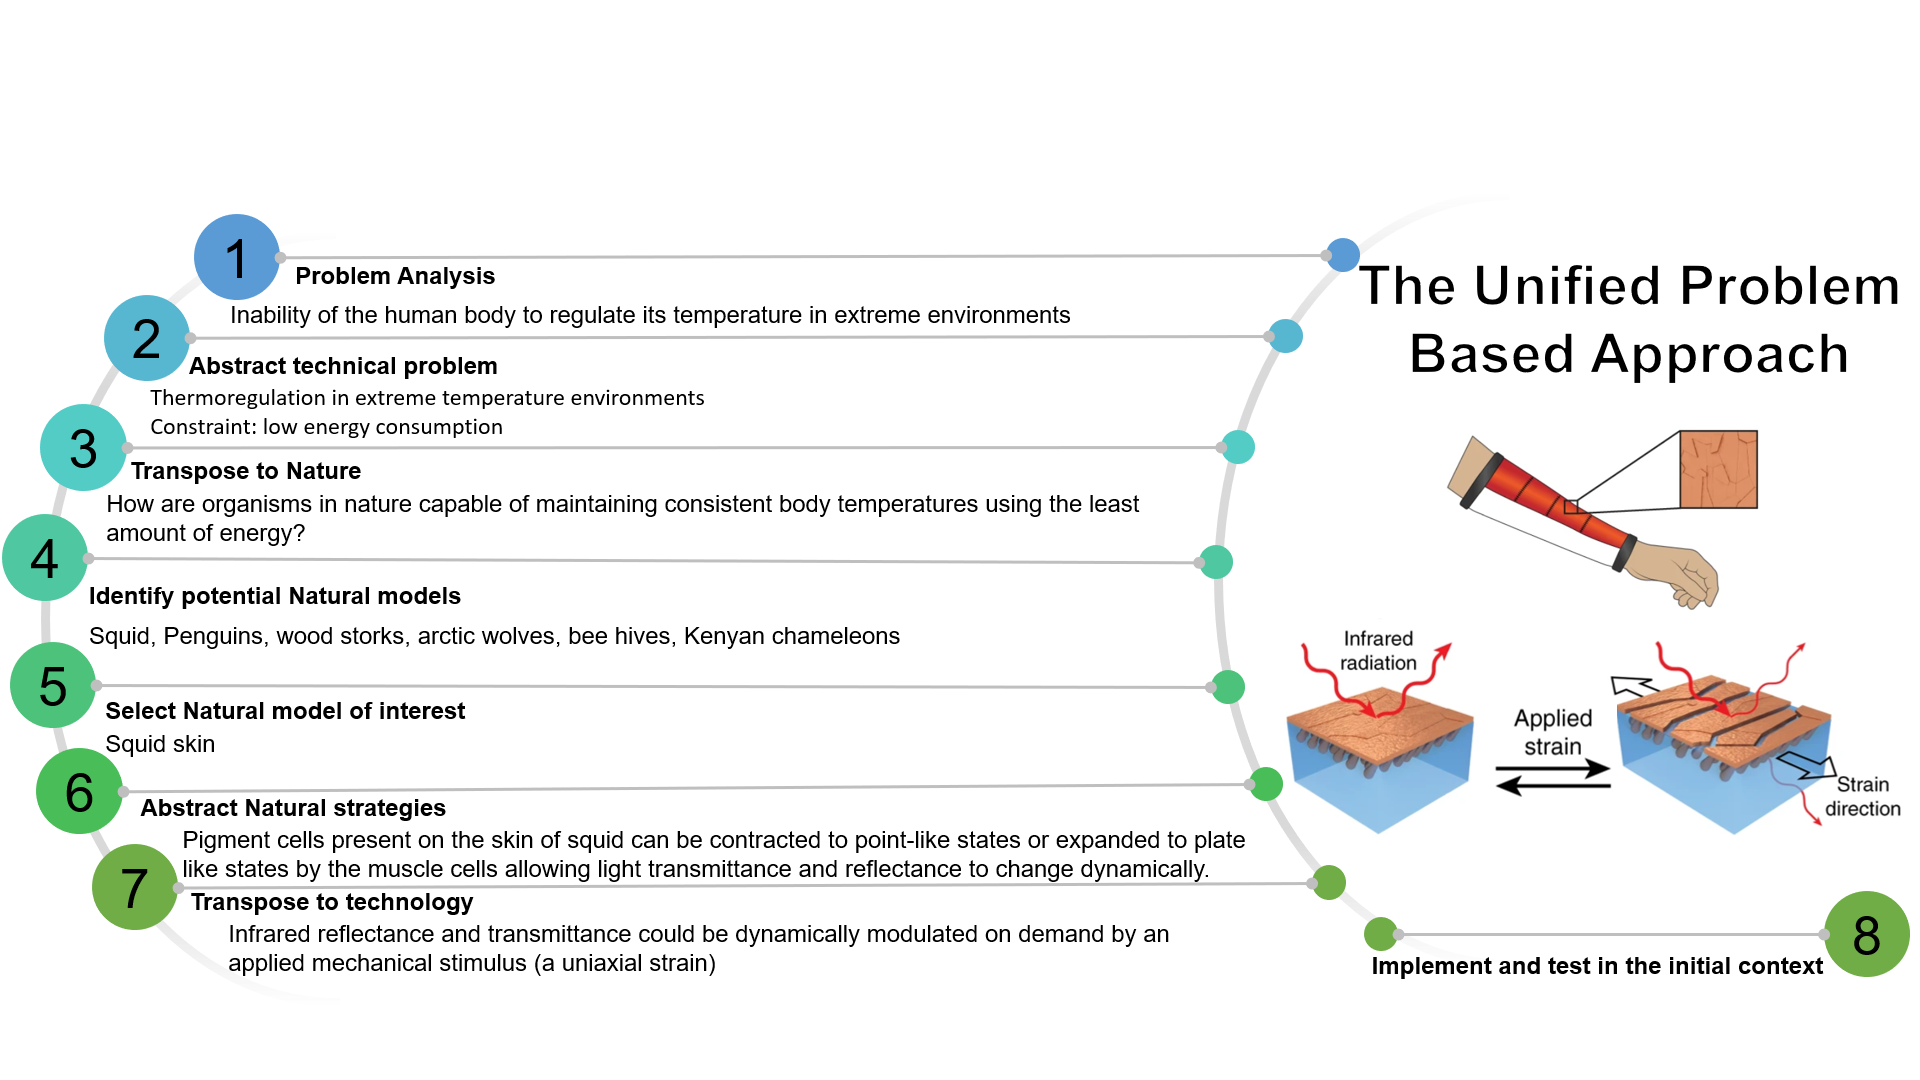 The Unified Problem
Based Approach
1
Problem Analysis
Inability of the human body to regulate its temperature in extreme environments
2
Abstract technical problem
Thermoregulation in extreme temperature environments
Constraint: low energy consumption
3
Transpose to Nature
How are organisms in nature capable of maintaining consistent body temperatures using the least
amount of energy?
4
Identify potential Natural models
Squid, Penguins, wood storks, arctic wolves, bee hives, Kenyan chameleons
5
Select Natural model of interest
Squid skin
6
Abstract Natural strategies
Pigment cells present on the skin of squid can be contracted to point-like states or expanded to plate
like states by the muscle cells allowing light transmittance and reflectance to change dynamically.
7
Transpose to technology
Infrared reflectance and transmittance could be dynamically modulated on demand by an
applied mechanical stimulus (a uniaxial strain)
Infrared
radiation
Applied
strain
Strain
direction
8
Implement and test in the initial context